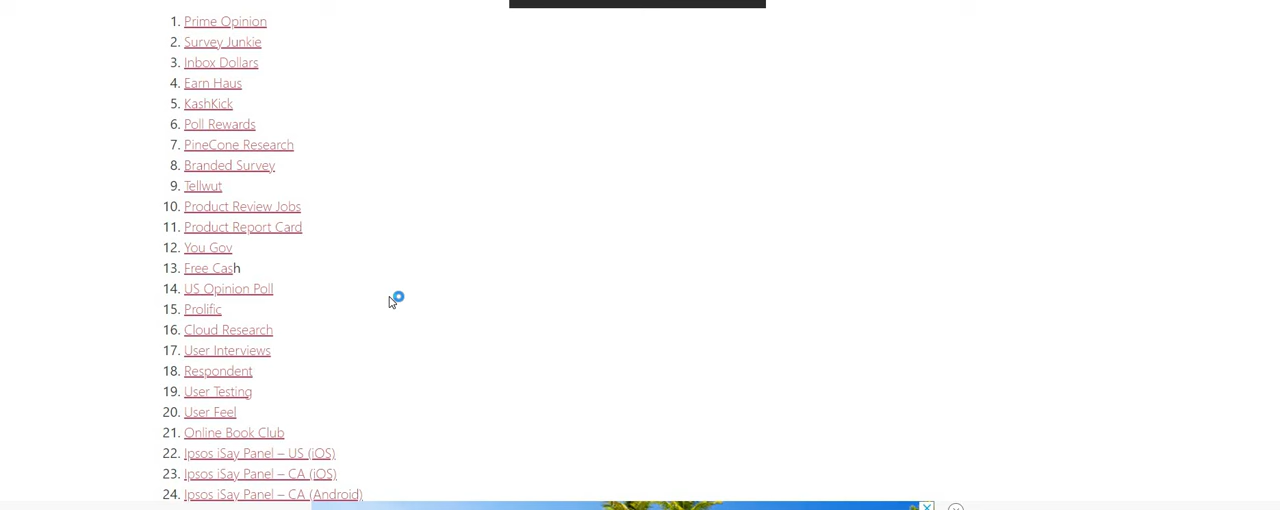 1. Prime Opinion
2. Survey Junkie
3. Inbox Dollars
4. Earn Haus
5. KashKick
6. Poll Rewards
7. PineCone Research
8. Branded Survey
9. Tellwut
10. Product Review Jobs
11. Product Report Card
12. You Gov
13. Free Cash
14. US Opinion Poll
15. Prolific
16. Cloud Research
17. User Interviews
18. Respondent
19. User Testing
20. User Feel
21. Online Book Club
22. Ipsos iSay Panel – US (iOS)
23. Ipsos iSay Panel – CA (iOS)
24. Ipsos iSay Panel – CA (Android)